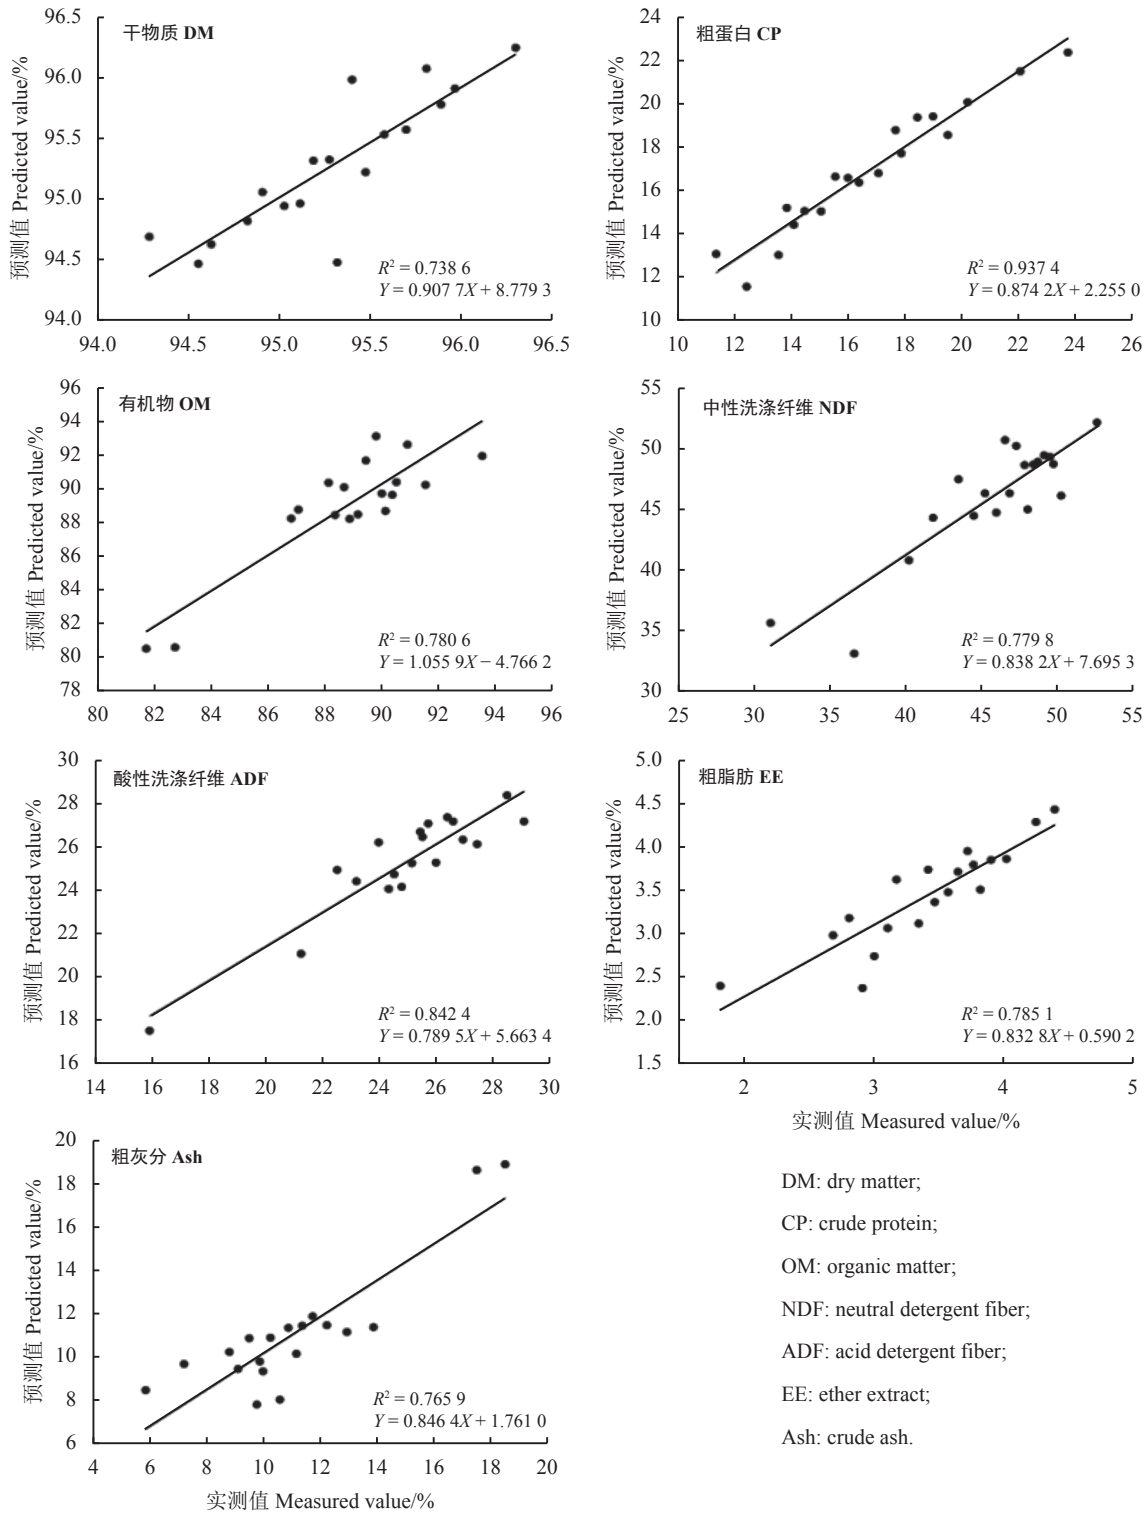 干物质 DM
预测值 Predicted value/%
96.5
96.0
95.5
95.0
94.5
94.0
R² = 0.738 6
Y = 0.907 7X + 8.779 3
94.0 94.5 95.0 95.5 96.0 96.5
粗蛋白 CP
预测值 Predicted value/%
24
22
20
18
16
14
12
10
R² = 0.937 4
Y = 0.874 2X + 2.255 0
10 12 14 16 18 20 22 24 26
有机物 OM
预测值 Predicted value/%
96
94
92
90
88
86
84
82
80
78
R² = 0.780 6
Y = 1.055 9X − 4.766 2
80 82 84 86 88 90 92 94 96
中性洗涤纤维 NDF
预测值 Predicted value/%
55
50
45
40
35
30
R² = 0.779 8
Y = 0.838 2X + 7.695 3
25 30 35 40 45 50 55
酸性洗涤纤维 ADF
预测值 Predicted value/%
30
28
26
24
22
20
18
16
R² = 0.842 4
Y = 0.789 5X + 5.663 4
14 16 18 20 22 24 26 28 30
粗脂肪 EE
预测值 Predicted value/%
5.0
4.5
4.0
3.5
3.0
2.5
2.0
1.5
R² = 0.785 1
Y = 0.832 8X + 0.590 2
2 3 4 5
实测值 Measured value/%
粗灰分 Ash
预测值 Predicted value/%
20
18
16
14
12
10
8
6
R² = 0.765 9
Y = 0.846 4X + 1.761 0
4 6 8 10 12 14 16 18 20
实测值 Measured value/%
DM: dry matter;
CP: crude protein;
OM: organic matter;
NDF: neutral detergent fiber;
ADF: acid detergent fiber;
EE: ether extract;
Ash: crude ash.